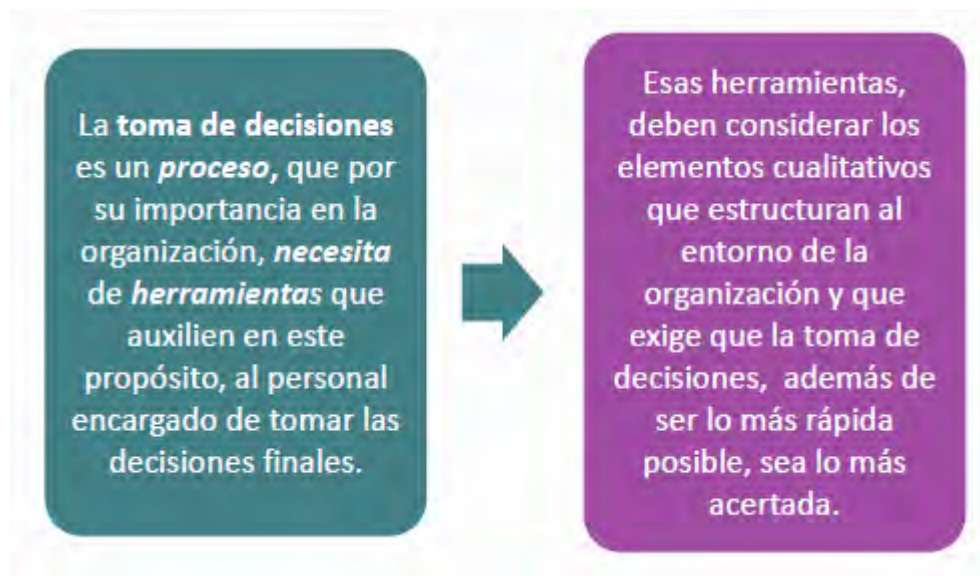 La toma de decisiones
es un proceso, que por
su importancia en la
organización, necesita
de herramientas que
auxilien en este
propósito, al personal
encargado de tomar las
decisiones finales.
Esas herramientas,
deben considerar los
elementos cualitativos
que estructuran al
entorno de la
organización y que
exige que la toma de
decisiones, además de
ser lo más rápida
posible, sea lo más
acertada.